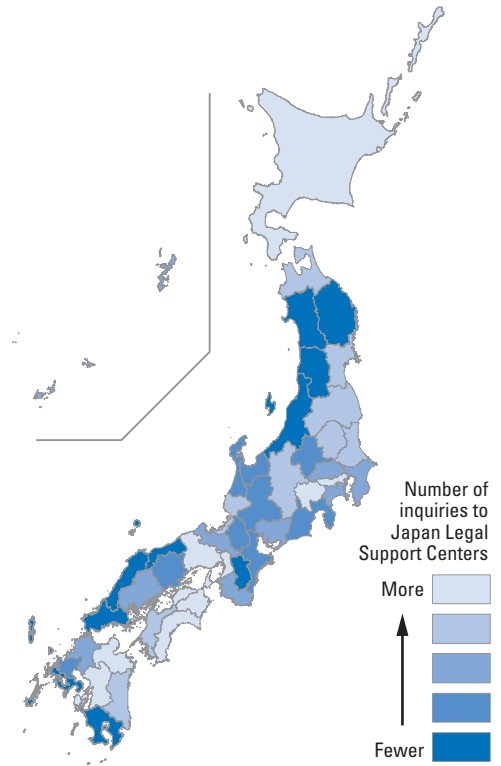 Number of
inquiries to
Japan Legal
Support Centers
More
Fewer